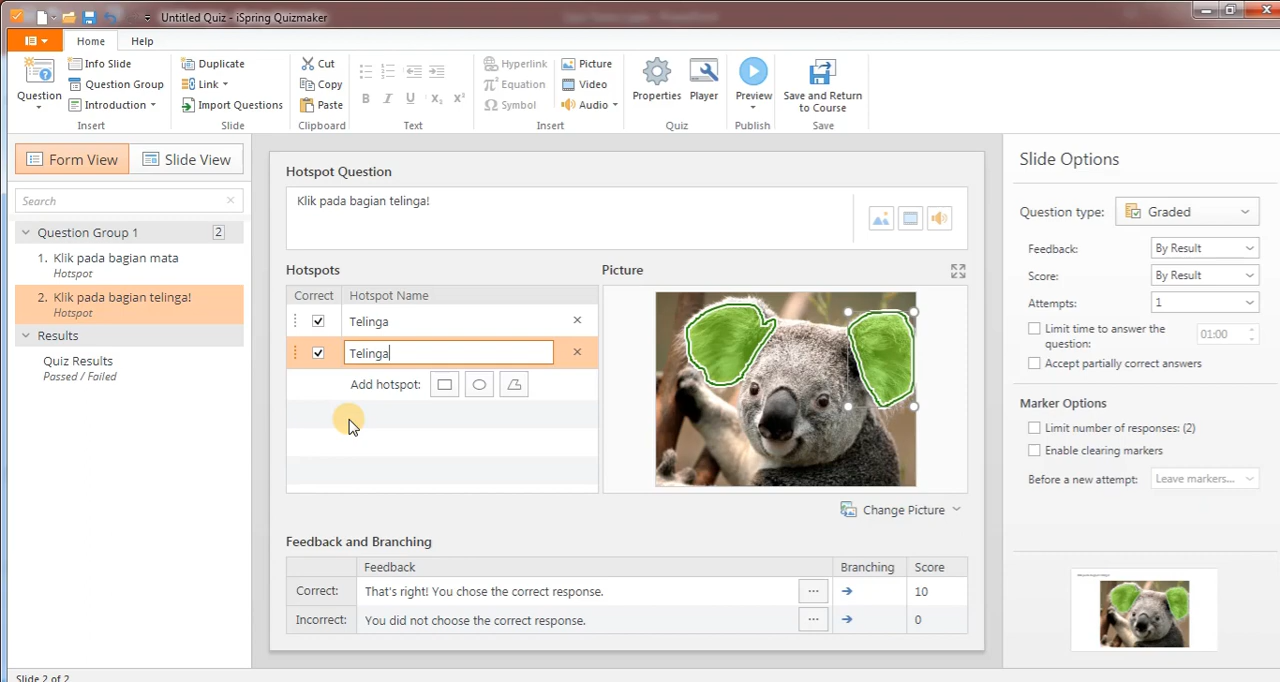 Untitled Quiz - iSpring Quizmaker
Home Help
Question
Info Slide
Question Group
Introduction
Insert
Duplicate
Link
Import Questions
Slide
Cut
Copy
Paste
Clipboard
B I U X₂ X²
Text
Hyperlink
Equation
Symbol
Picture
Video
Audio
Insert
Properties
Player
Quiz
Preview
Publish
Save and Return
to Course
Save
Form View
Slide View
Search
Question Group 1 2
1. Klik pada bagian mata
Hotspot
2. Klik pada bagian telinga!
Hotspot
Results
Quiz Results
Passed / Failed
Slide 2 of 2
Hotspot Question
Klik pada bagian telinga!
Hotspots
Correct Hotspot Name
Telinga
Telinga
Add hotspot:
Picture
Change Picture
Feedback and Branching
Feedback Branching Score
Correct: That's right! You chose the correct response. ... 10
Incorrect: You did not choose the correct response. ... 0
Slide Options
Question type: Graded
Feedback: By Result
Score: By Result
Attempts: 1
Limit time to answer the
question: 01:00
Accept partially correct answers
Marker Options
Limit number of responses: (2)
Enable clearing markers
Before a new attempt: Leave markers...